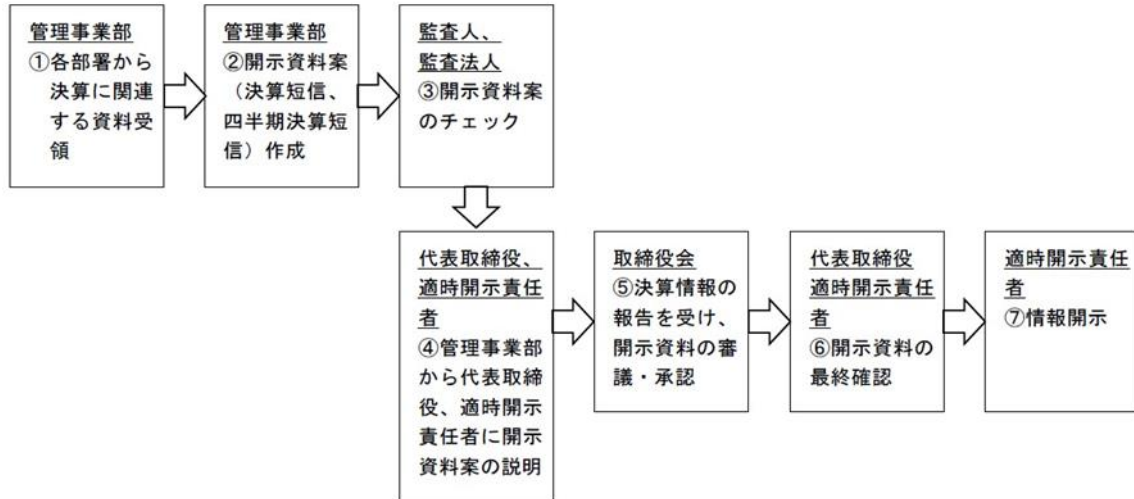 管理事業部
①各部署から
決算に関連
する資料受
領
管理事業部
②開示資料案
（決算短信、
四半期決算短
信）作成
監査人、
監査法人
③開示資料案
のチェック
代表取締役、
適時開示責任
者
④管理事業部
から代表取締
役、適時開示
責任者に開示
資料案の説明
取締役会
⑤決算情報の
報告を受け、
開示資料の審
議・承認
代表取締役
適時開示責任
者
⑥開示資料の
最終確認
適時開示責任
者
⑦情報開示